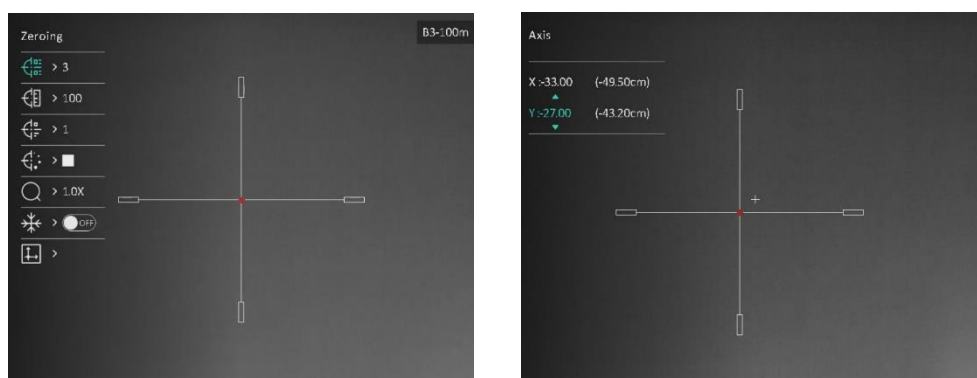 Zeroing
B3-100m
> 3
> 100
> 1
>
> 1.0X
> OFF
>
Axis
X :-33.00 (-49.50cm)
Y :-27.00 (-43.20cm)